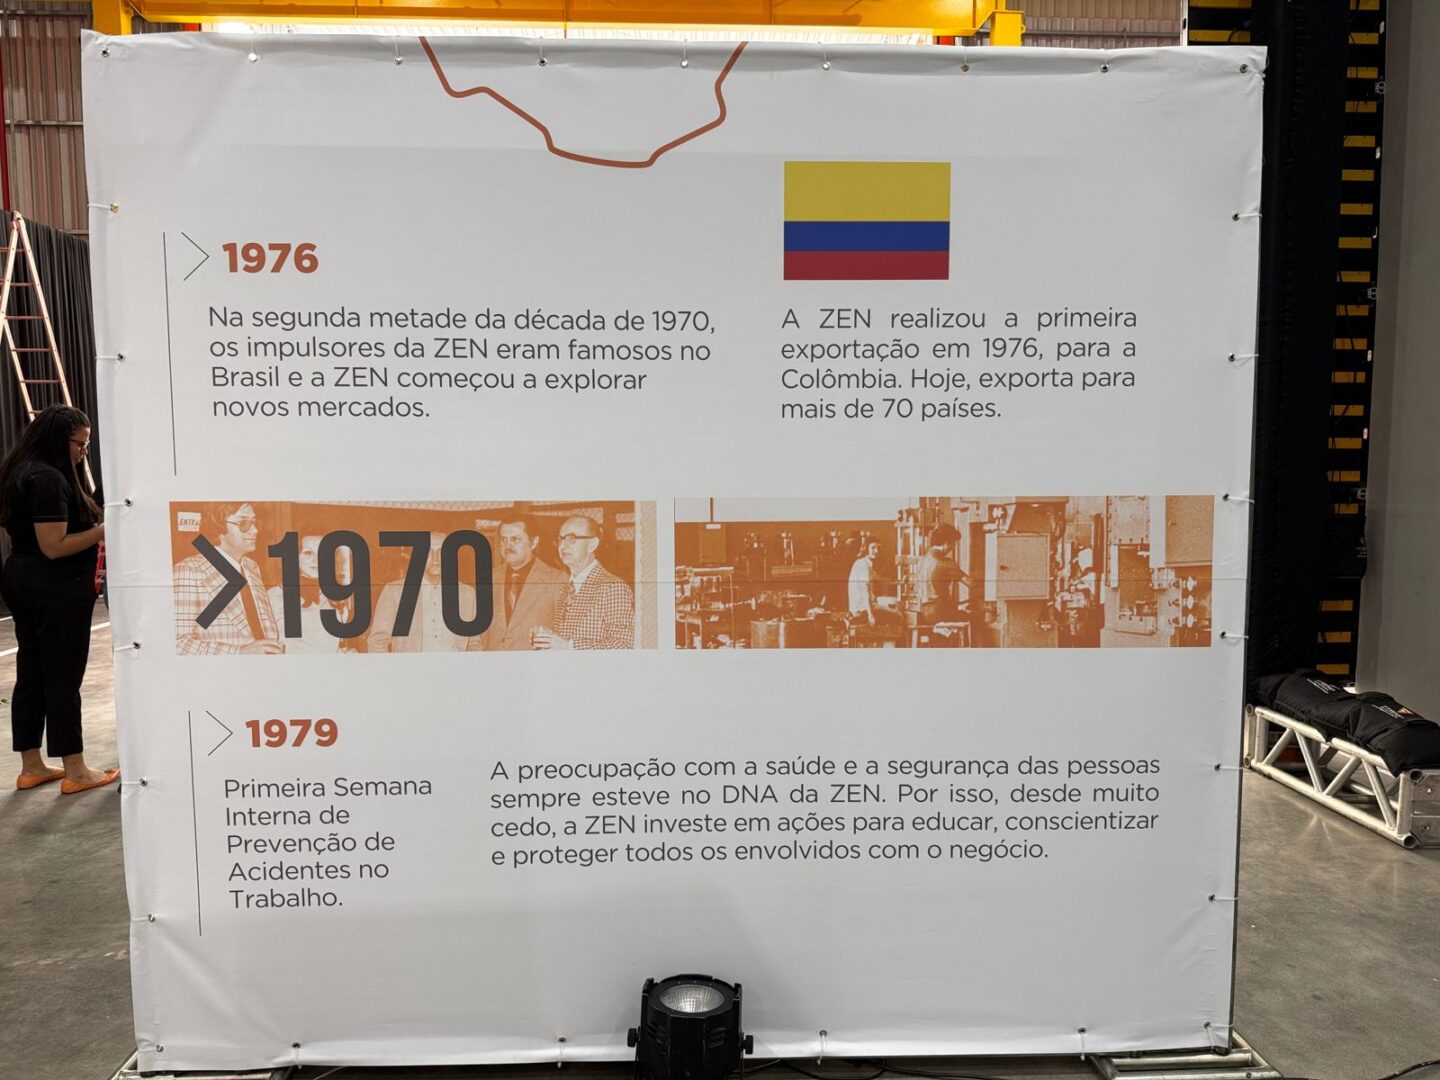 1976
Na segunda metade da década de 1970,
os impulsores da ZEN eram famosos no
Brasil e a ZEN começou a explorar
novos mercados.
A ZEN realizou a primeira
exportação em 1976, para a
Colômbia. Hoje, exporta para
mais de 70 países.
>1970
1979
Primeira Semana
Interna de
Prevenção de
Acidentes no
Trabalho.
A preocupação com a saúde e a segurança das pessoas
sempre esteve no DNA da ZEN. Por isso, desde muito
cedo, a ZEN investe em ações para educar, conscientizar
e proteger todos os envolvidos com o negócio.